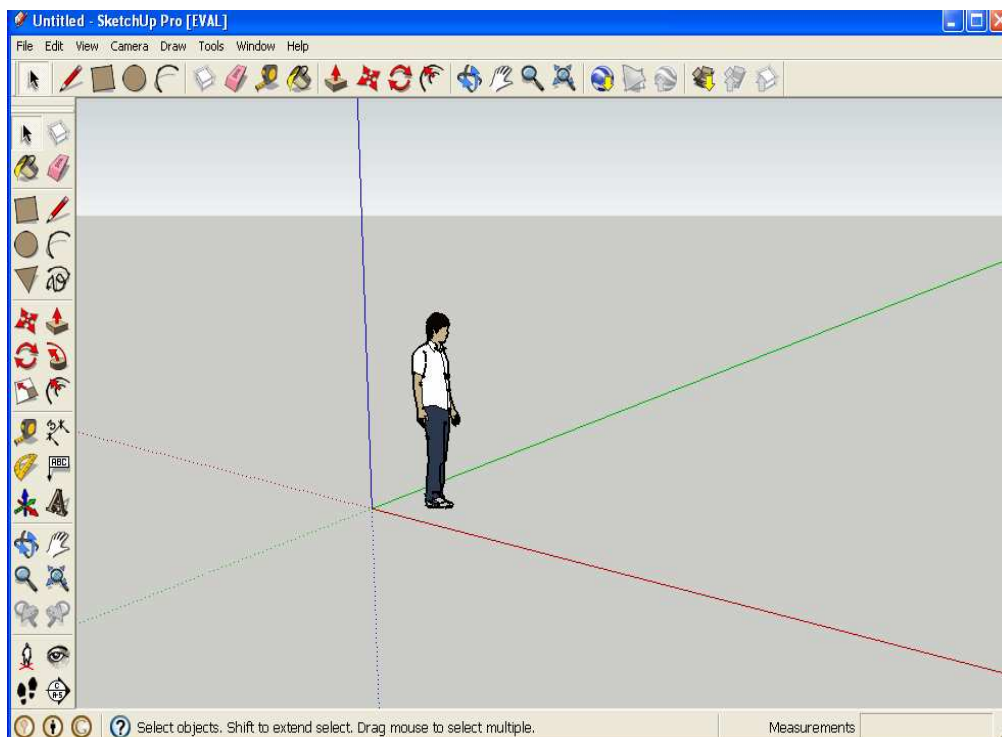 Untitled - SketchUp Pro [EVAL]
File Edit View Camera Draw Tools Window Help
ABC
Select objects. Shift to extend select. Drag mouse to select multiple.
Measurements